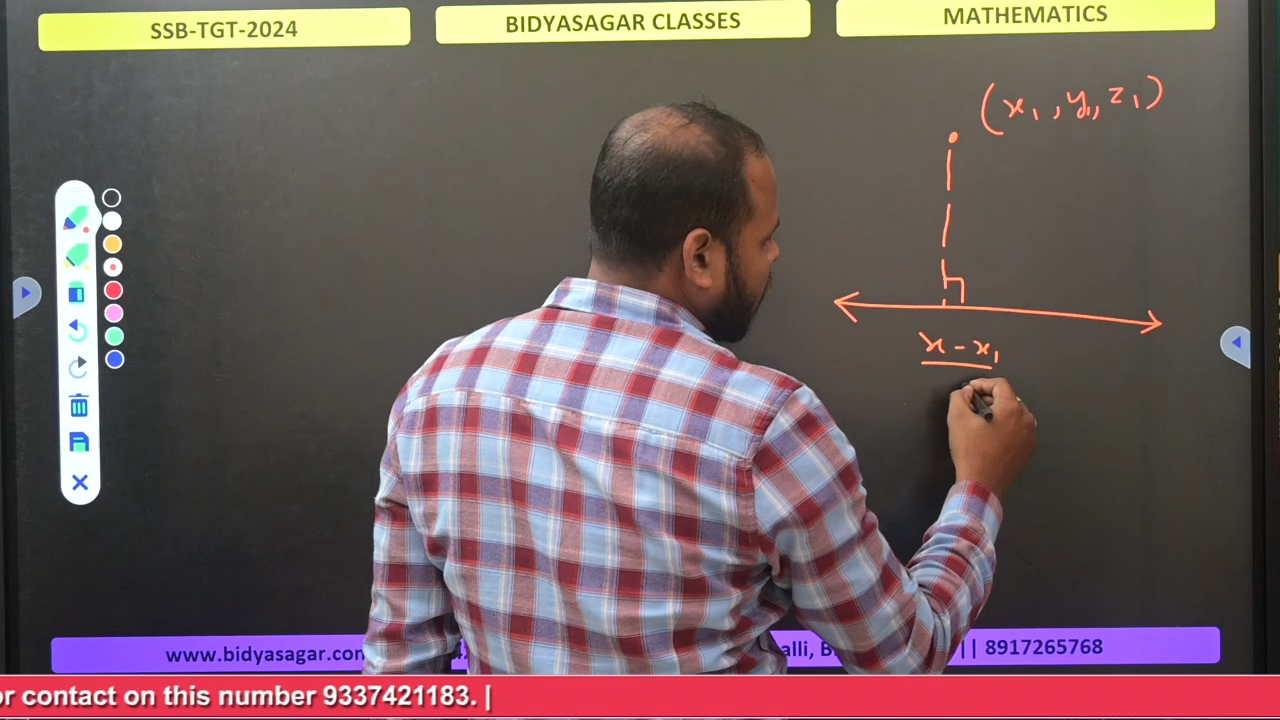 SSB-TGT-2024
BIDYASAGAR CLASSES
MATHEMATICS
(x₁, y₁, z₁)
x - x₁
www.bidyasagar.com
|| 8917265768
or contact on this number 9337421183. |